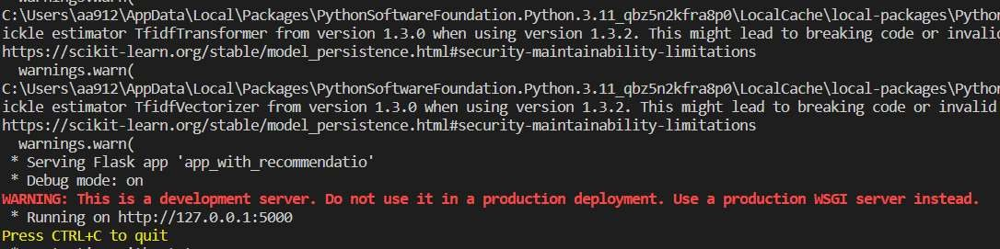 C:\Users\aa912\AppData\Local\Packages\PythonSoftwareFoundation.Python.3.11_qbz5n2kfra8p0\LocalCache\local-packages\Python
ickle estimator TfidfTransformer from version 1.3.0 when using version 1.3.2. This might lead to breaking code or invalid
https://scikit-learn.org/stable/model_persistence.html#security-maintainability-limitations
  warnings.warn(
C:\Users\aa912\AppData\Local\Packages\PythonSoftwareFoundation.Python.3.11_qbz5n2kfra8p0\LocalCache\local-packages\Python
ickle estimator TfidfVectorizer from version 1.3.0 when using version 1.3.2. This might lead to breaking code or invalid
https://scikit-learn.org/stable/model_persistence.html#security-maintainability-limitations
  warnings.warn(
 * Serving Flask app 'app_with_recommendatio'
 * Debug mode: on
WARNING: This is a development server. Do not use it in a production deployment. Use a production WSGI server instead.
 * Running on http://127.0.0.1:5000
Press CTRL+C to quit